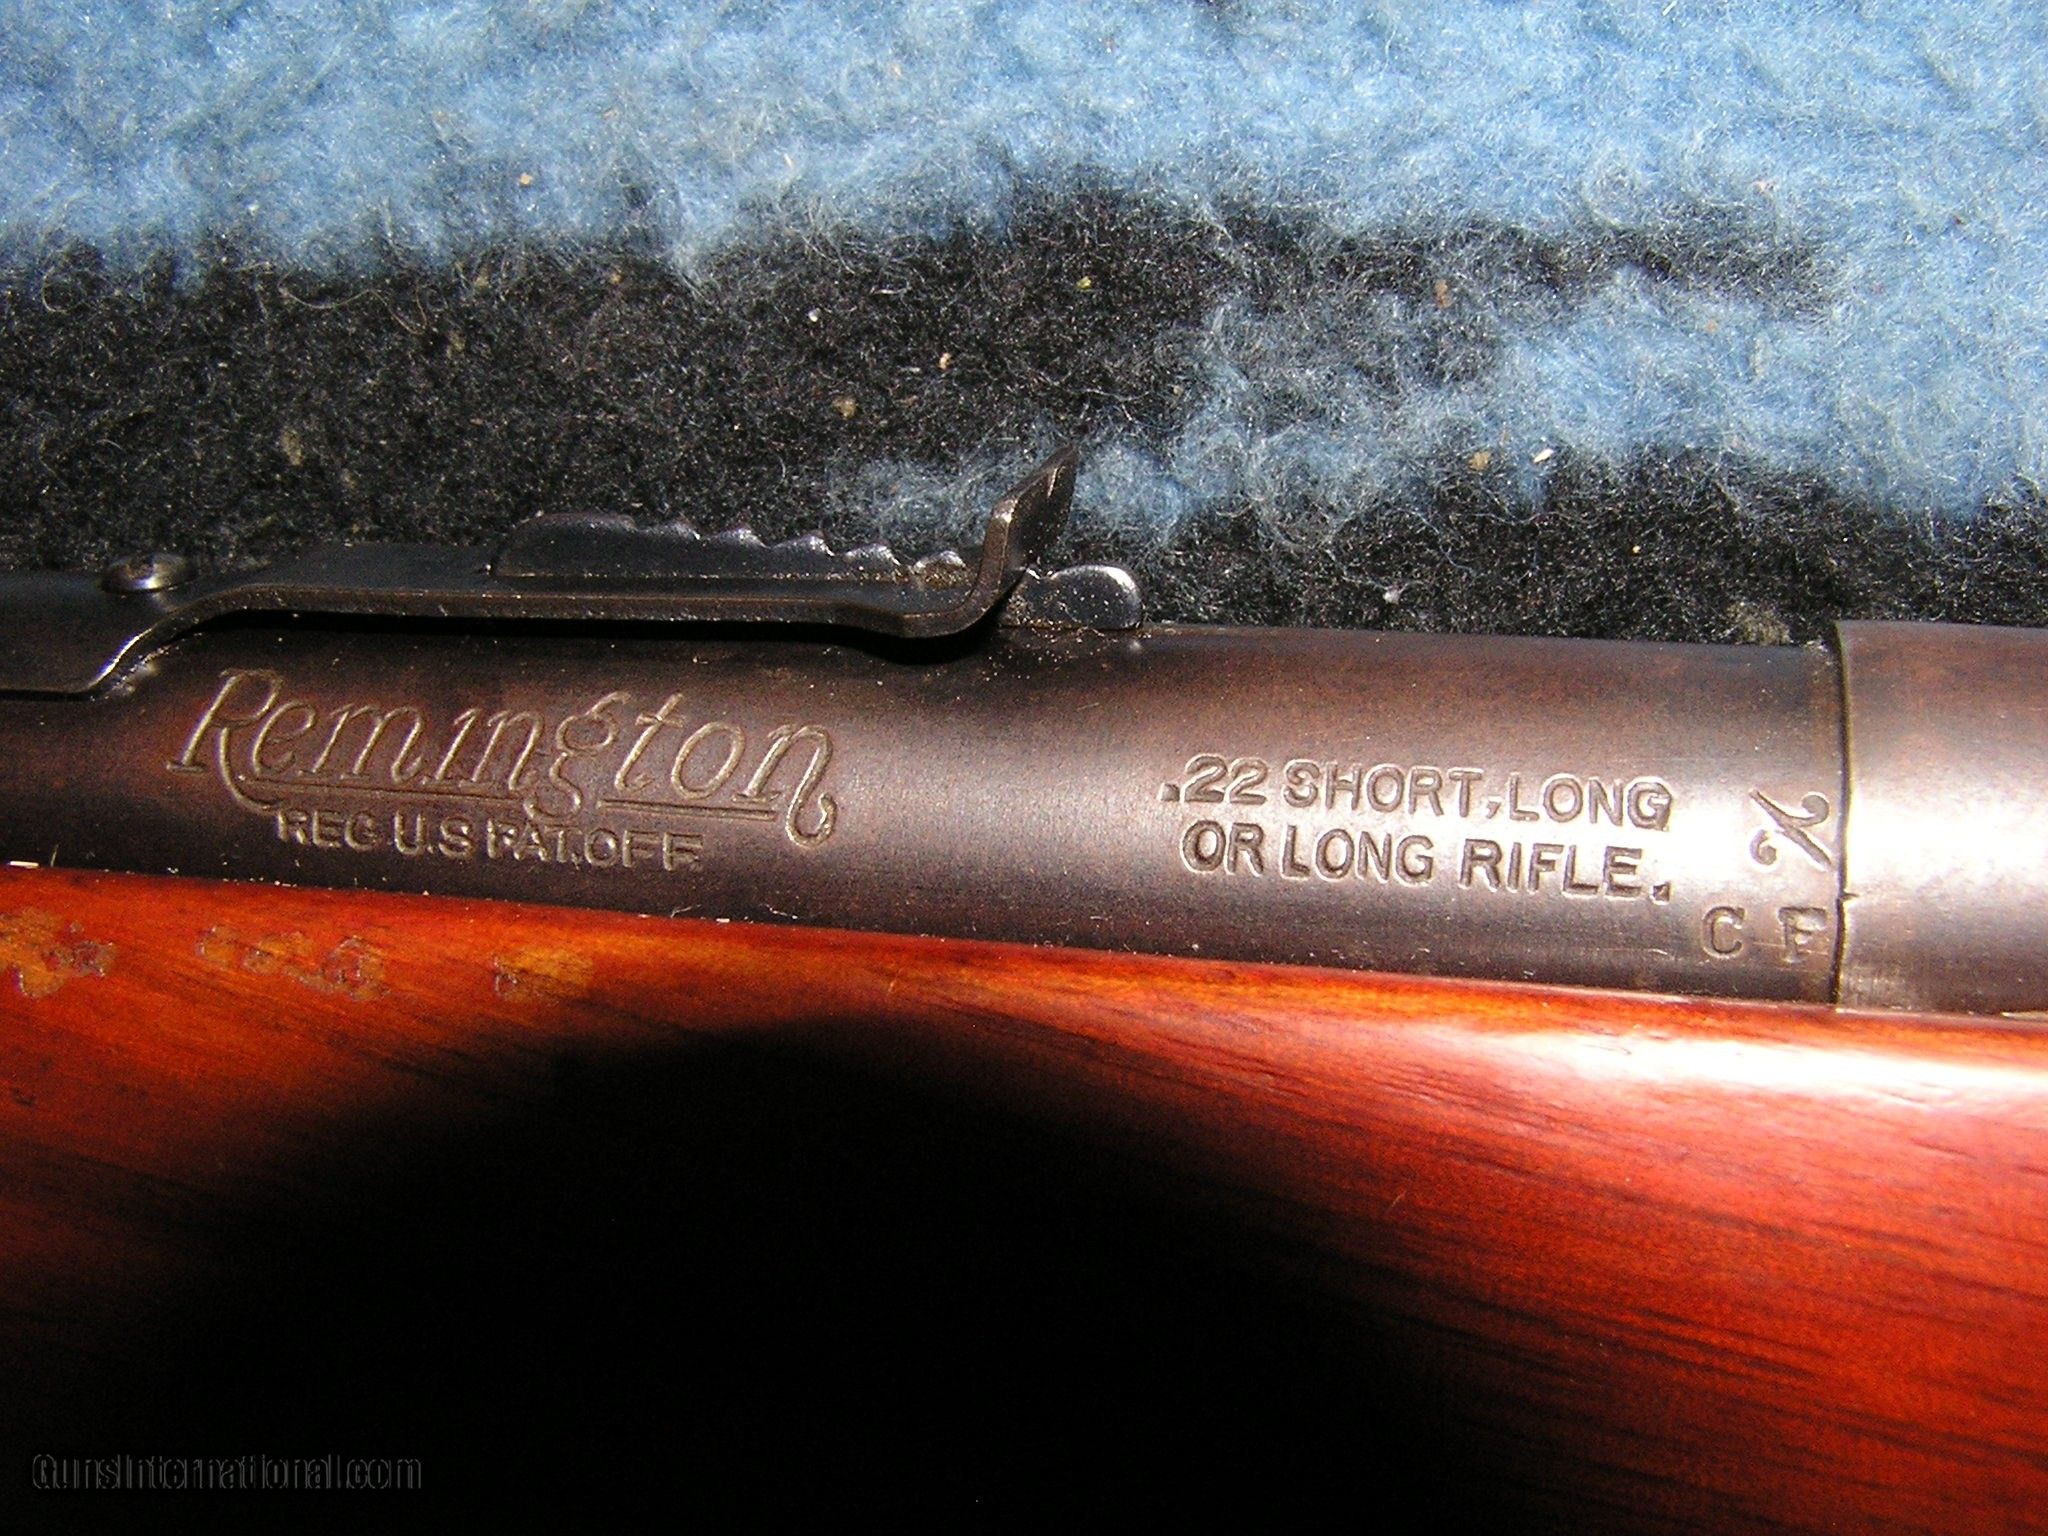 Remington
REG U.S PAT. OFF.
.22 SHORT, LONG
OR LONG RIFLE.
C F
GunsInternational.com